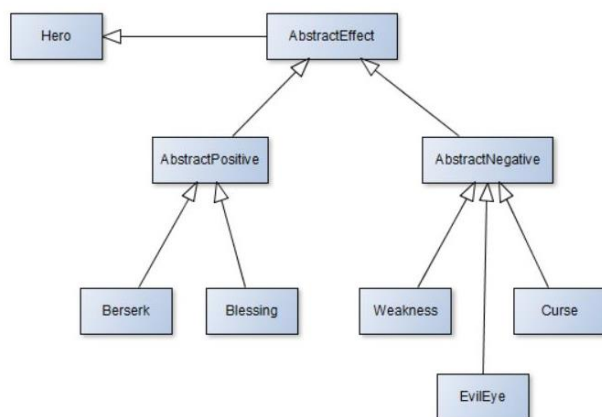 Hero
AbstractEffect
AbstractPositive
AbstractNegative
Berserk
Blessing
Weakness
Curse
EvilEye